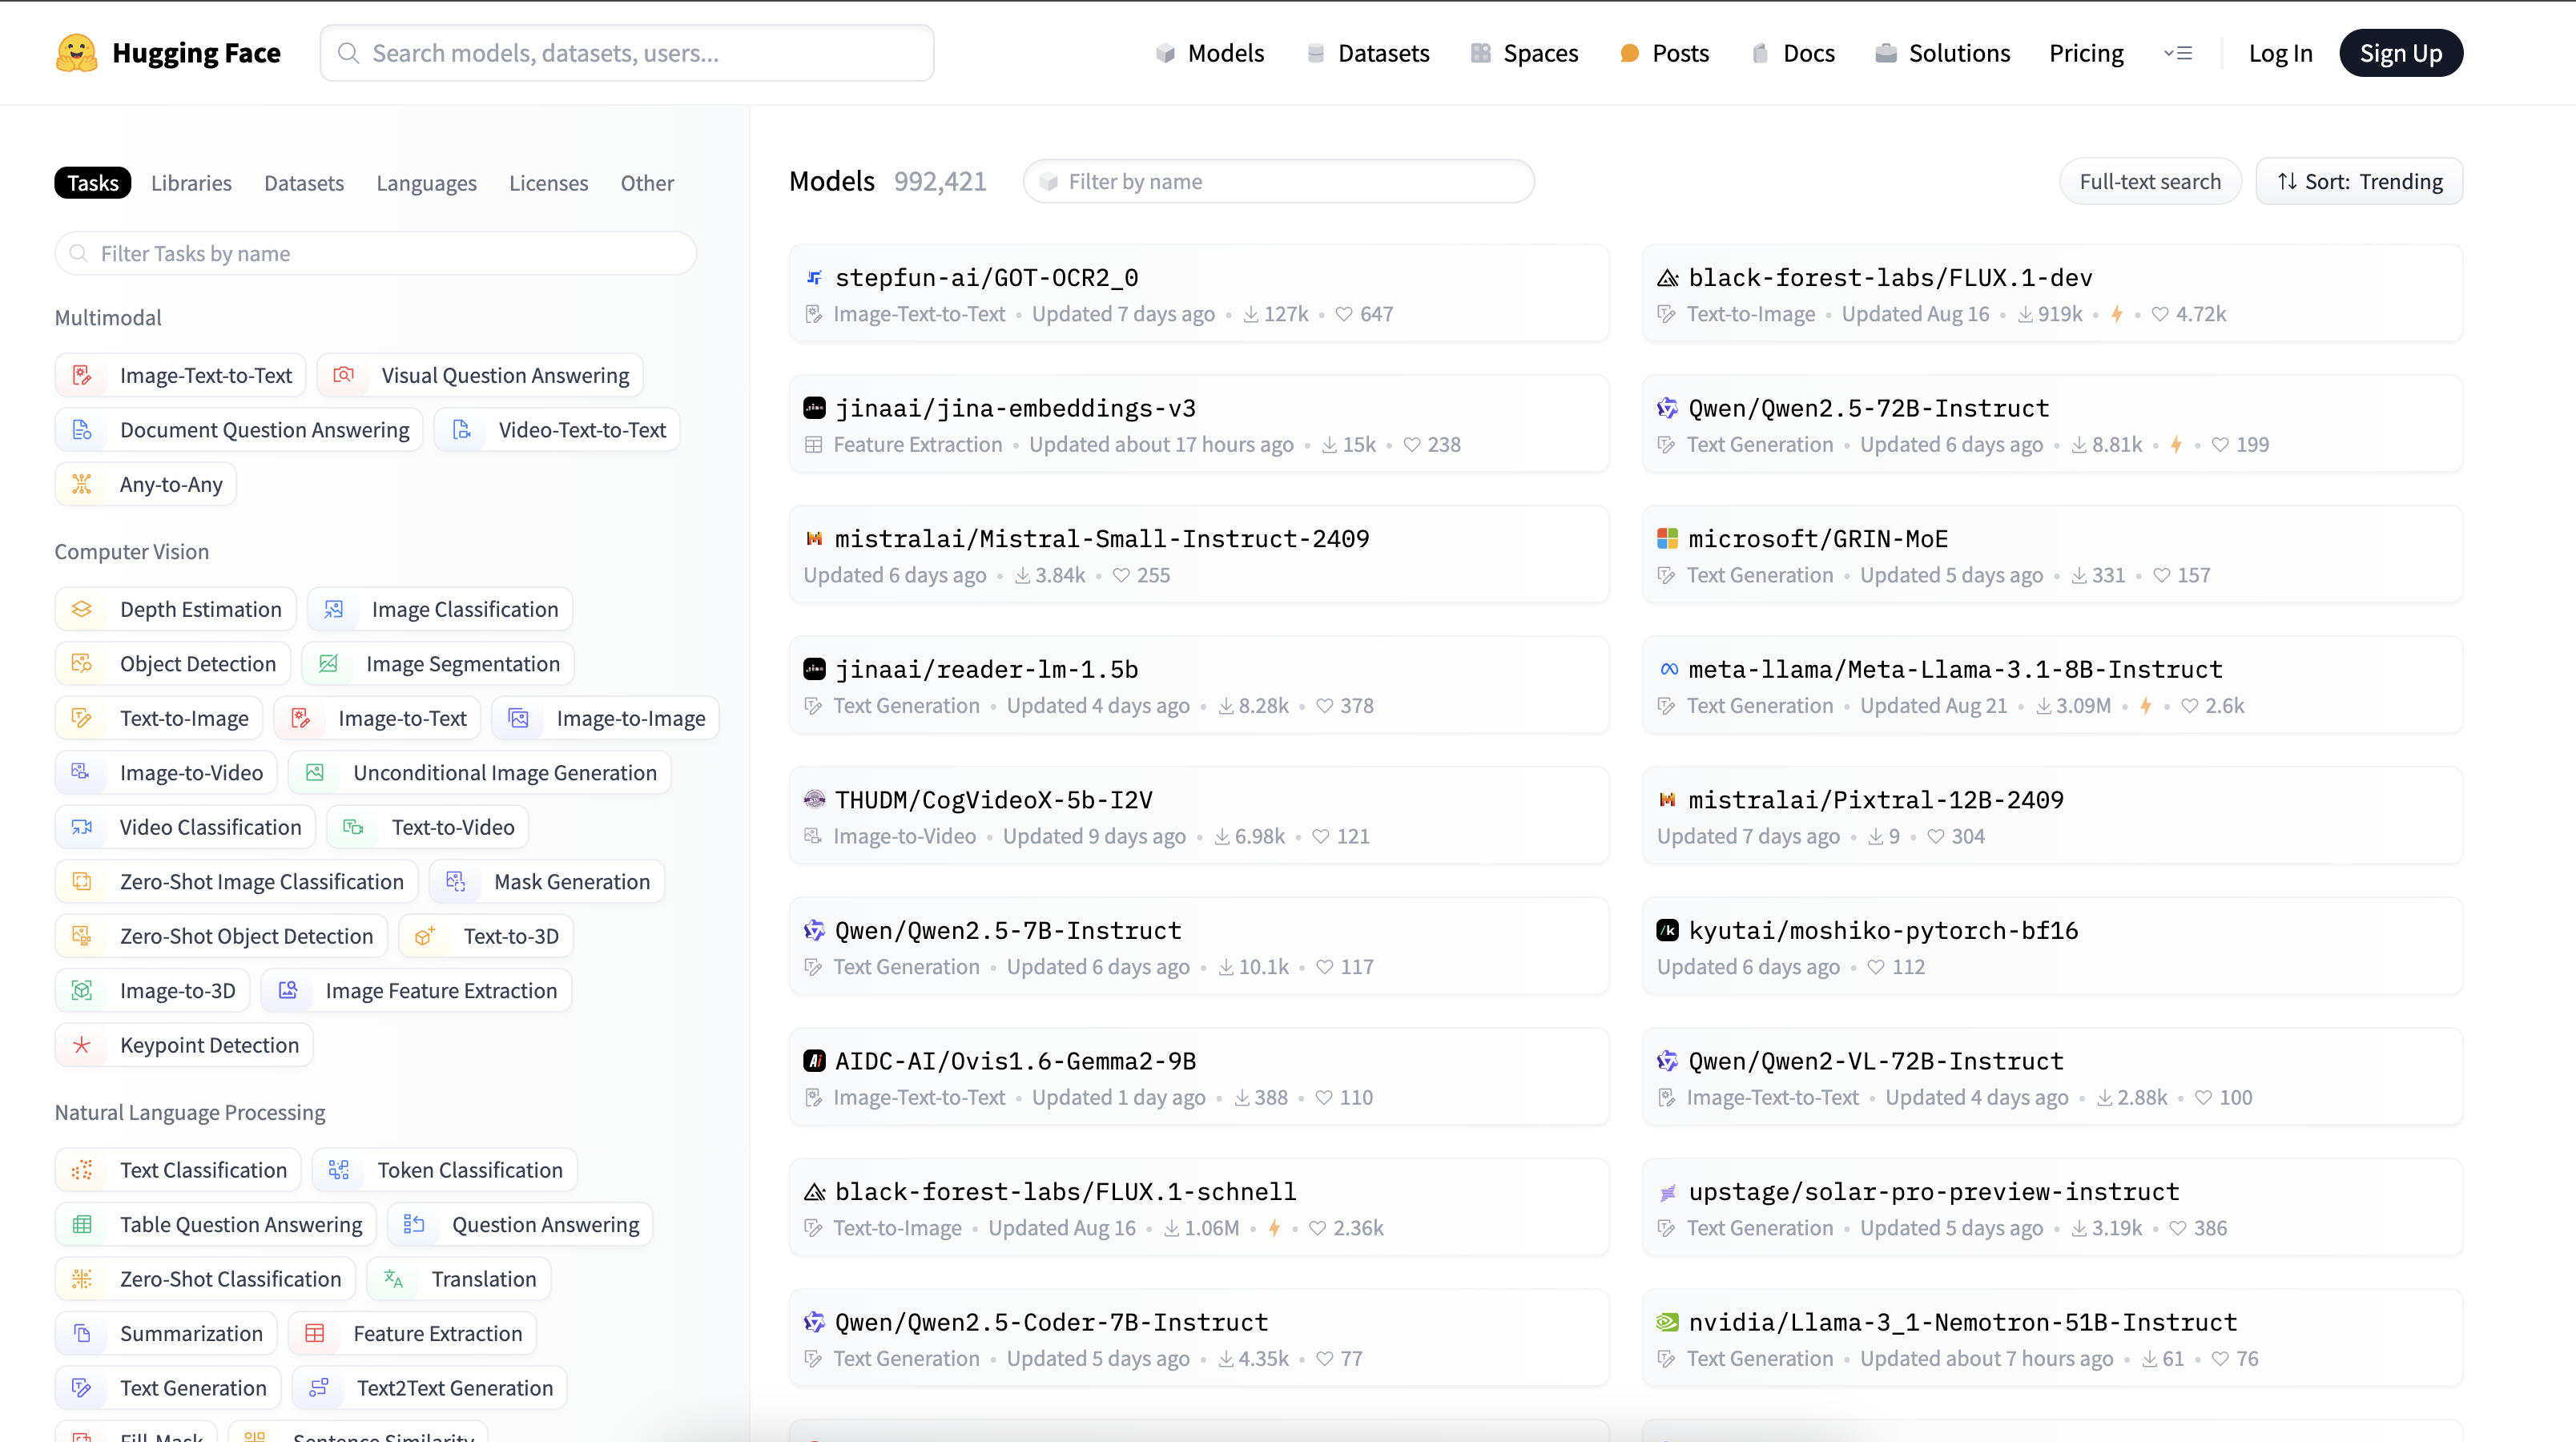 Hugging Face
Search models, datasets, users...
Models
Datasets
Spaces
Posts
Docs
Solutions
Pricing
Log In
Sign Up
Tasks
Libraries
Datasets
Languages
Licenses
Other
Filter Tasks by name
Multimodal
Image-Text-to-Text
Visual Question Answering
Document Question Answering
Video-Text-to-Text
Any-to-Any
Computer Vision
Depth Estimation
Image Classification
Object Detection
Image Segmentation
Text-to-Image
Image-to-Text
Image-to-Image
Image-to-Video
Unconditional Image Generation
Video Classification
Text-to-Video
Zero-Shot Image Classification
Mask Generation
Zero-Shot Object Detection
Text-to-3D
Image-to-3D
Image Feature Extraction
Keypoint Detection
Natural Language Processing
Text Classification
Token Classification
Table Question Answering
Question Answering
Zero-Shot Classification
Translation
Summarization
Feature Extraction
Text Generation
Text2Text Generation
Fill-Mask
Sentence Similarity
Models 992,421
Filter by name
Full-text search
Sort: Trending
stepfun-ai/GOT-OCR2_0
Image-Text-to-Text • Updated 7 days ago • 127k • 647
black-forest-labs/FLUX.1-dev
Text-to-Image • Updated Aug 16 • 919k • • 4.72k
jinaai/jina-embeddings-v3
Feature Extraction • Updated about 17 hours ago • 15k • 238
Qwen/Qwen2.5-72B-Instruct
Text Generation • Updated 6 days ago • 8.81k • • 199
mistralai/Mistral-Small-Instruct-2409
Updated 6 days ago • 3.84k • 255
microsoft/GRIN-MoE
Text Generation • Updated 5 days ago • 331 • 157
jinaai/reader-lm-1.5b
Text Generation • Updated 4 days ago • 8.28k • 378
meta-llama/Meta-Llama-3.1-8B-Instruct
Text Generation • Updated Aug 21 • 3.09M • • 2.6k
THUDM/CogVideoX-5b-I2V
Image-to-Video • Updated 9 days ago • 6.98k • 121
mistralai/Pixtral-12B-2409
Updated 7 days ago • 9 • 304
Qwen/Qwen2.5-7B-Instruct
Text Generation • Updated 6 days ago • 10.1k • 117
kyutai/moshiko-pytorch-bf16
Updated 6 days ago • 112
AIDC-AI/Ovis1.6-Gemma2-9B
Image-Text-to-Text • Updated 1 day ago • 388 • 110
Qwen/Qwen2-VL-72B-Instruct
Image-Text-to-Text • Updated 4 days ago • 2.88k • 100
black-forest-labs/FLUX.1-schnell
Text-to-Image • Updated Aug 16 • 1.06M • • 2.36k
upstage/solar-pro-preview-instruct
Text Generation • Updated 5 days ago • 3.19k • 386
Qwen/Qwen2.5-Coder-7B-Instruct
Text Generation • Updated 5 days ago • 4.35k • 77
nvidia/Llama-3_1-Nemotron-51B-Instruct
Text Generation • Updated about 7 hours ago • 61 • 76